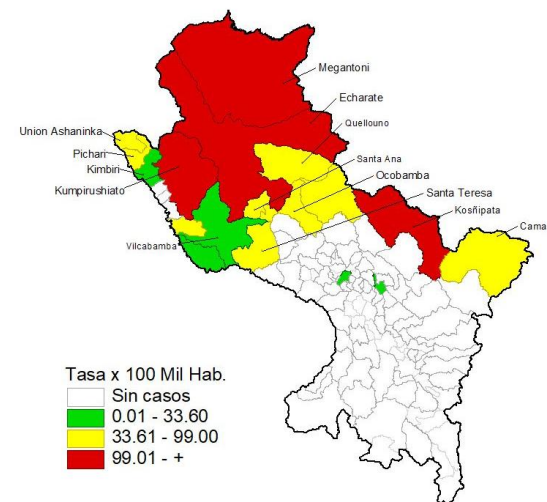 Megantoni
Echarate
Quellouno
Union Ashaninka
Pichari
Santa Ana
Kimbiri
Ocobamba
Kumpirushiato
Santa Teresa
Kosñipata
Cama
Vilcabamba
Tasa x 100 Mil Hab.
Sin casos
0.01 - 33.60
33.61 - 99.00
99.01 - +